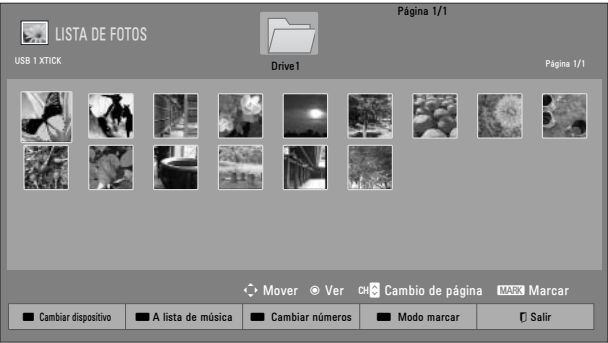 Página 1/1
LISTA DE FOTOS
USB 1 XTICK
Drive1
Página 1/1
Mover Ver CH Cambio de página MARK Marcar
Cambiar dispositivo A lista de música Cambiar números Modo marcar Salir